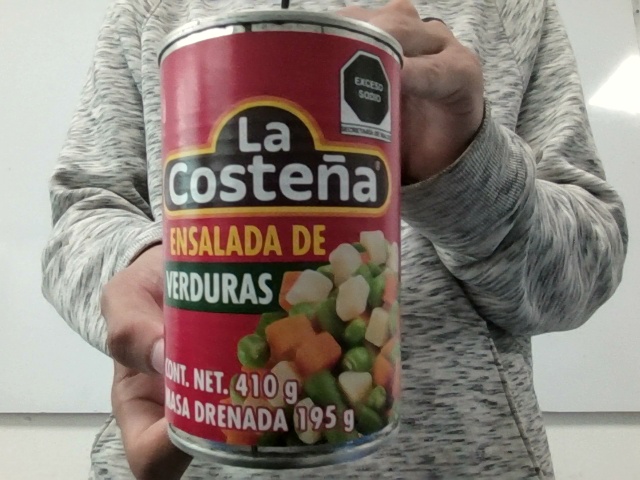 EXCESO
SODIO
SECRETARÍA DE SALUD
La
Costeña
ENSALADA DE
VERDURAS
CONT. NET. 410 g
MASA DRENADA 195 g